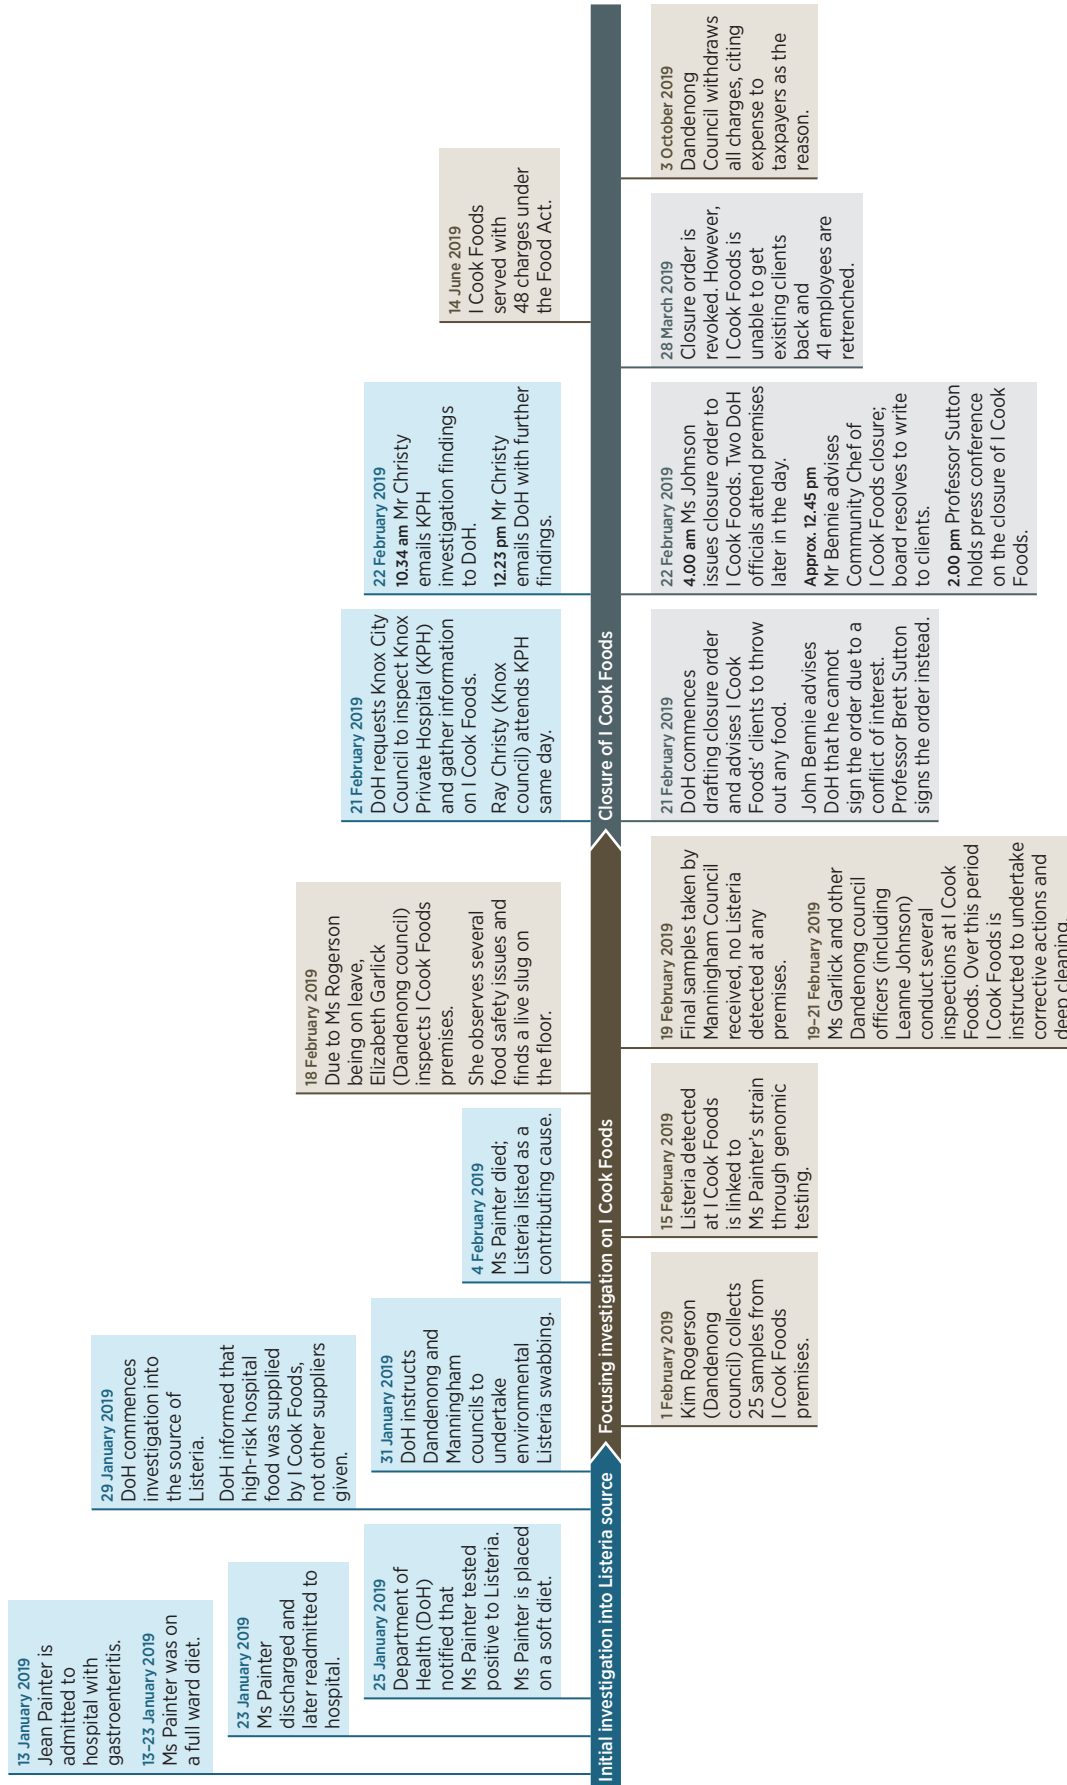 13 January 2019
Jean Painter is
admitted to
hospital with
gastroenteritis.
13–23 January 2019
Ms Painter was on
a full ward diet.
23 January 2019
Ms Painter
discharged and
later readmitted to
hospital.
25 January 2019
Department of
Health (DoH)
notified that
Ms Painter tested
positive to Listeria.
Ms Painter is placed
on a soft diet.
29 January 2019
DoH commences
investigation into
the source of
Listeria.
DoH informed that
high-risk hospital
food was supplied
by I Cook Foods,
not other suppliers
given.
31 January 2019
DoH instructs
Dandenong and
Manningham
councils to
undertake
environmental
Listeria swabbing.
4 February 2019
Ms Painter died;
Listeria listed as a
contributing cause.
18 February 2019
Due to Ms Rogerson
being on leave,
Elizabeth Garlick
(Dandenong council)
inspects I Cook Foods
premises.
She observes several
food safety issues and
finds a live slug on
the floor.
21 February 2019
DoH requests Knox City
Council to inspect Knox
Private Hospital (KPH)
and gather information
on I Cook Foods.
Ray Christy (Knox
council) attends KPH
same day.
22 February 2019
10.34 am Mr Christy
emails KPH
investigation findings
to DoH.
12.23 pm Mr Christy
emails DoH with further
findings.
14 June 2019
I Cook Foods
served with
48 charges under
the Food Act.
Initial investigation into Listeria source
Focusing investigation on I Cook Foods
Closure of I Cook Foods
1 February 2019
Kim Rogerson
(Dandenong
council) collects
25 samples from
I Cook Foods
premises.
15 February 2019
Listeria detected
at I Cook Foods
is linked to
Ms Painter's strain
through genomic
testing.
19 February 2019
Final samples taken by
Manningham Council
received, no Listeria
detected at any
premises.
19–21 February 2019
Ms Garlick and other
Dandenong council
officers (including
Leanne Johnson)
conduct several
inspections at I Cook
Foods. Over this period
I Cook Foods is
instructed to undertake
corrective actions and
deep cleaning.
21 February 2019
DoH commences
drafting closure order
and advises I Cook
Foods' clients to throw
out any food.
John Bennie advises
DoH that he cannot
sign the order due to a
conflict of interest.
Professor Brett Sutton
signs the order instead.
22 February 2019
4.00 am Ms Johnson
issues closure order to
I Cook Foods. Two DoH
officials attend premises
later in the day.
Approx. 12.45 pm
Mr Bennie advises
Community Chef of
I Cook Foods closure;
board resolves to write
to clients.
2.00 pm Professor Sutton
holds press conference
on the closure of I Cook
Foods.
28 March 2019
Closure order is
revoked. However,
I Cook Foods is
unable to get
existing clients
back and
41 employees are
retrenched.
3 October 2019
Dandenong
Council withdraws
all charges, citing
expense to
taxpayers as the
reason.